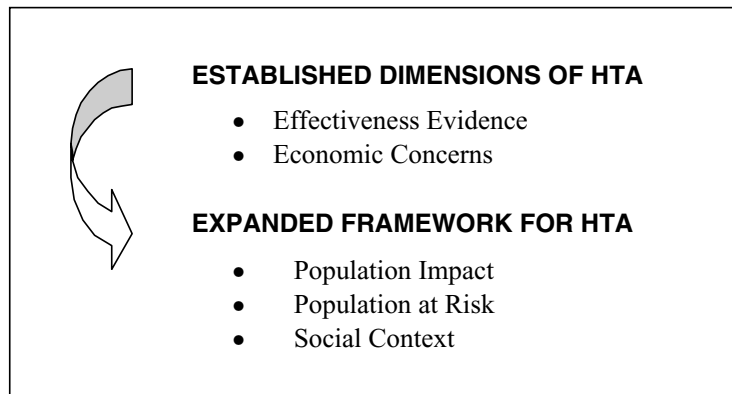 ESTABLISHED DIMENSIONS OF HTA
• Effectiveness Evidence
• Economic Concerns
EXPANDED FRAMEWORK FOR HTA
• Population Impact
• Population at Risk
• Social Context